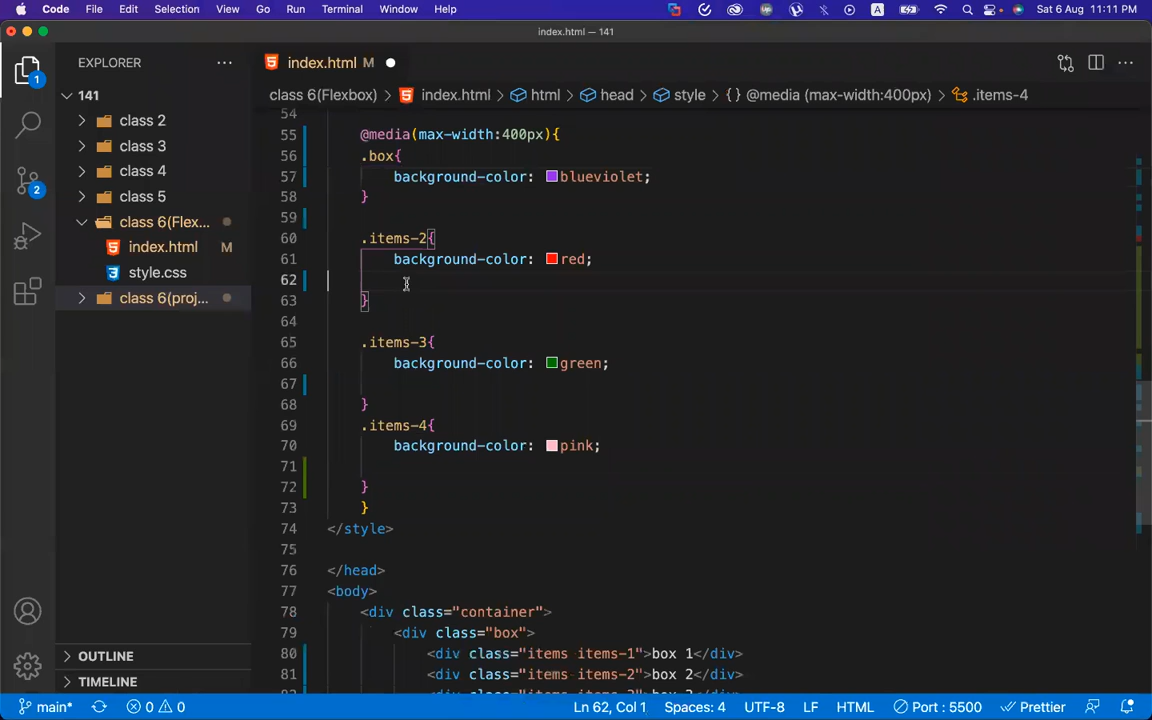 Code File Edit Selection View Go Run Terminal Window Help A Sat 6 Aug 11:11 PM
index.html — 141
EXPLORER
141
class 2
class 3
class 4
class 5
class 6(Flex...
index.html M
style.css
class 6(proj...
OUTLINE
TIMELINE
1
2
index.html M
class 6(Flexbox) > index.html > html > head > style > {} @media (max-width:400px) > .items-4
54
55 @media(max-width:400px){
56 .box{
57 background-color: blueviolet;
58 }
59
60 .items-2{
61 background-color: red;
62
63 }
64
65 .items-3{
66 background-color: green;
67
68 }
69 .items-4{
70 background-color: pink;
71
72 }
73 }
74 </style>
75
76 </head>
77 <body>
78 <div class="container">
79 <div class="box">
80 <div class="items items-1">box 1</div>
81 <div class="items items-2">box 2</div>
main* 0 0 Ln 62, Col 1 Spaces: 4 UTF-8 LF HTML Port : 5500 Prettier